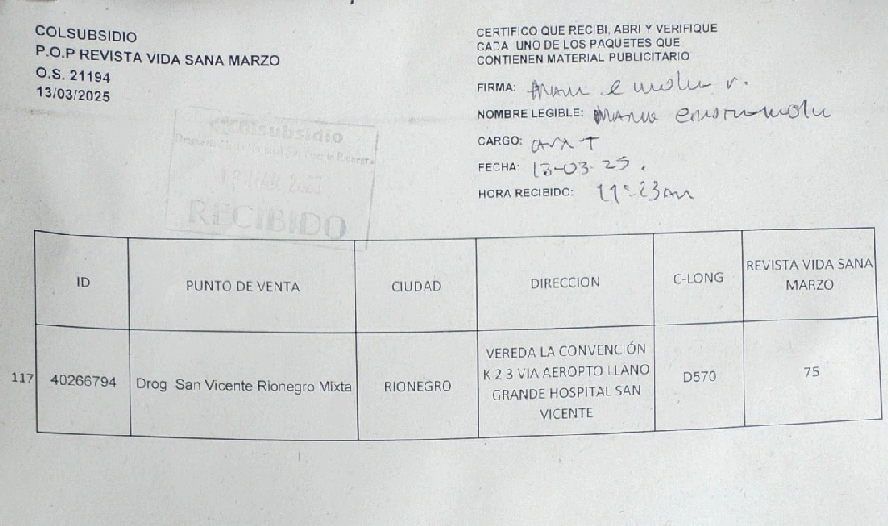 COLSUBSIDIO
P.O.P REVISTA VIDA SANA MARZO
O.S. 21194
13/03/2025
CERTIFICO QUE RECIBI, ABRI Y VERIFIQUE
CADA UNO DE LOS PAQUETES QUE
CONTIENEN MATERIAL PUBLICITARIO
FIRMA:
NOMBRE LEGIBLE:
CARGO:
FECHA: 13-03-25.
HORA RECIBIDO: 11:23am
colsubsidio
RECIBIDO
ID
PUNTO DE VENTA
CIUDAD
DIRECCION
C-LONG
REVISTA VIDA SANA
MARZO
117
40266794
Drog San Vicente Rionegro Mixta
RIONEGRO
VEREDA LA CONVENCIÓN
K 2 3 VIA AEROPTO LLANO
GRANDE HOSPITAL SAN
VICENTE
D570
75